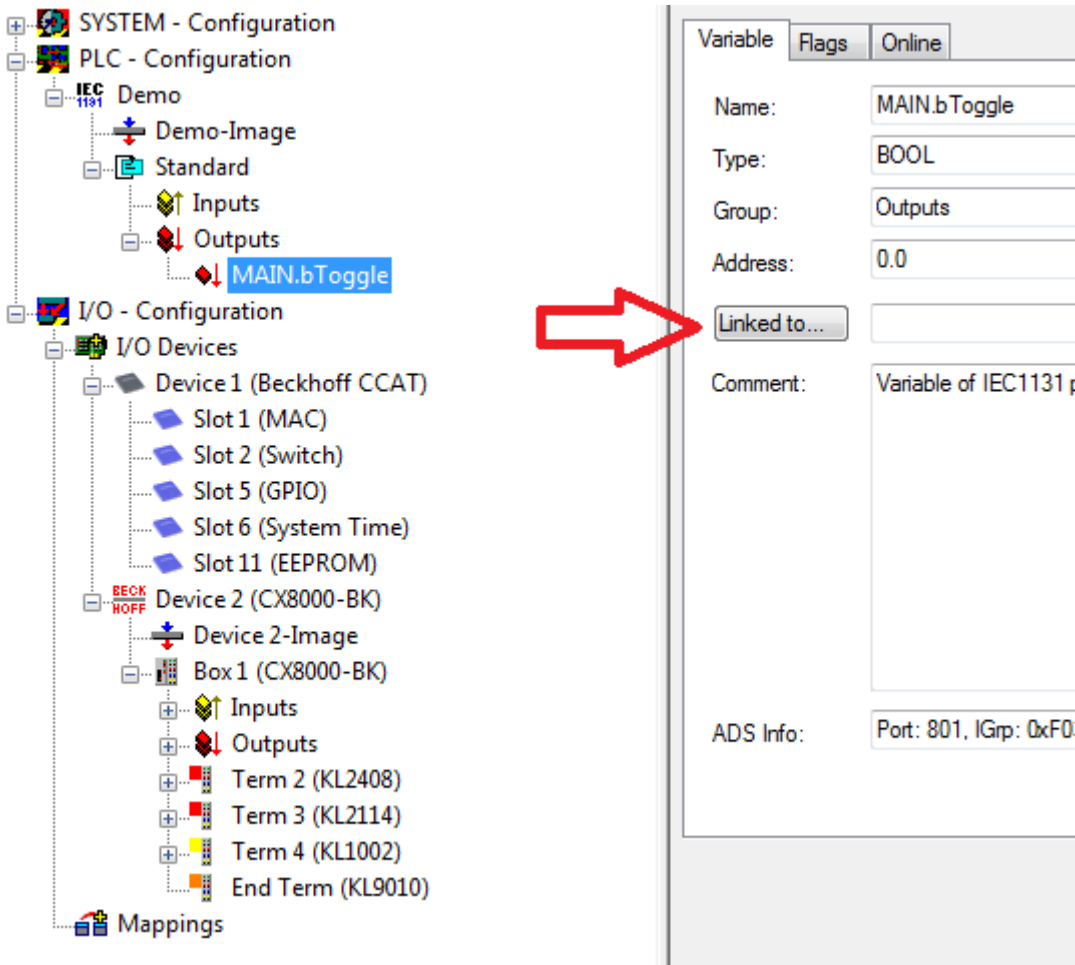 SYSTEM - Configuration
PLC - Configuration
IEC
1131
Demo
Demo-Image
Standard
Inputs
Outputs
MAIN.bToggle
I/O - Configuration
I/O Devices
Device 1 (Beckhoff CCAT)
Slot 1 (MAC)
Slot 2 (Switch)
Slot 5 (GPIO)
Slot 6 (System Time)
Slot 11 (EEPROM)
BECK
HOFF
Device 2 (CX8000-BK)
Device 2-Image
Box 1 (CX8000-BK)
Inputs
Outputs
Term 2 (KL2408)
Term 3 (KL2114)
Term 4 (KL1002)
End Term (KL9010)
Mappings
Variable Flags Online
Name: MAIN.bToggle
Type: BOOL
Group: Outputs
Address: 0.0
Linked to...
Comment: Variable of IEC1131
ADS Info: Port: 801, IGrp: